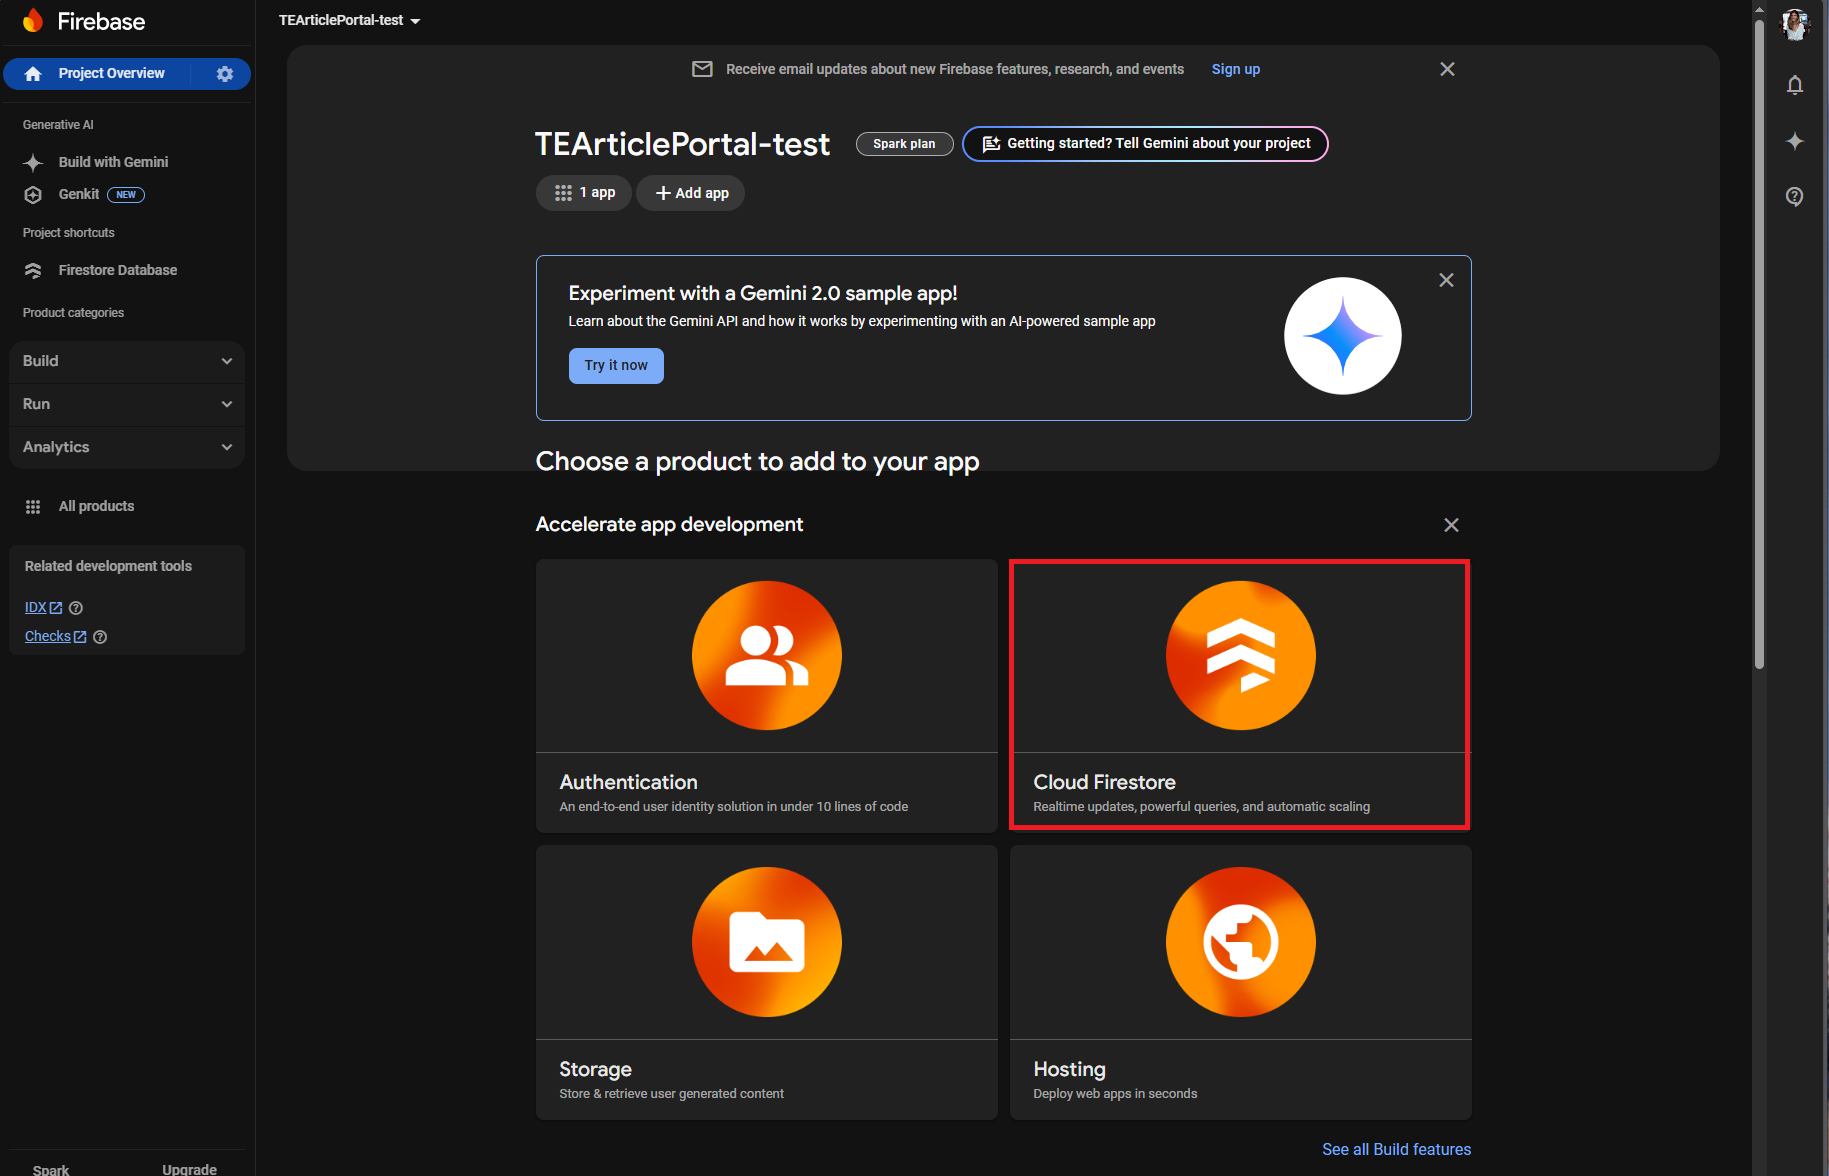 Firebase
TEArticlePortal-test
Project Overview
Receive email updates about new Firebase features, research, and events Sign up
Generative AI
Build with Gemini
Genkit NEW
Project shortcuts
Firestore Database
Product categories
Build
Run
Analytics
All products
Related development tools
IDX
Checks
Spark Upgrade
TEArticlePortal-test Spark plan Getting started? Tell Gemini about your project
1 app + Add app
Experiment with a Gemini 2.0 sample app!
Learn about the Gemini API and how it works by experimenting with an AI-powered sample app
Try it now
Choose a product to add to your app
Accelerate app development
Authentication
An end-to-end user identity solution in under 10 lines of code
Cloud Firestore
Realtime updates, powerful queries, and automatic scaling
Storage
Store & retrieve user generated content
Hosting
Deploy web apps in seconds
See all Build features